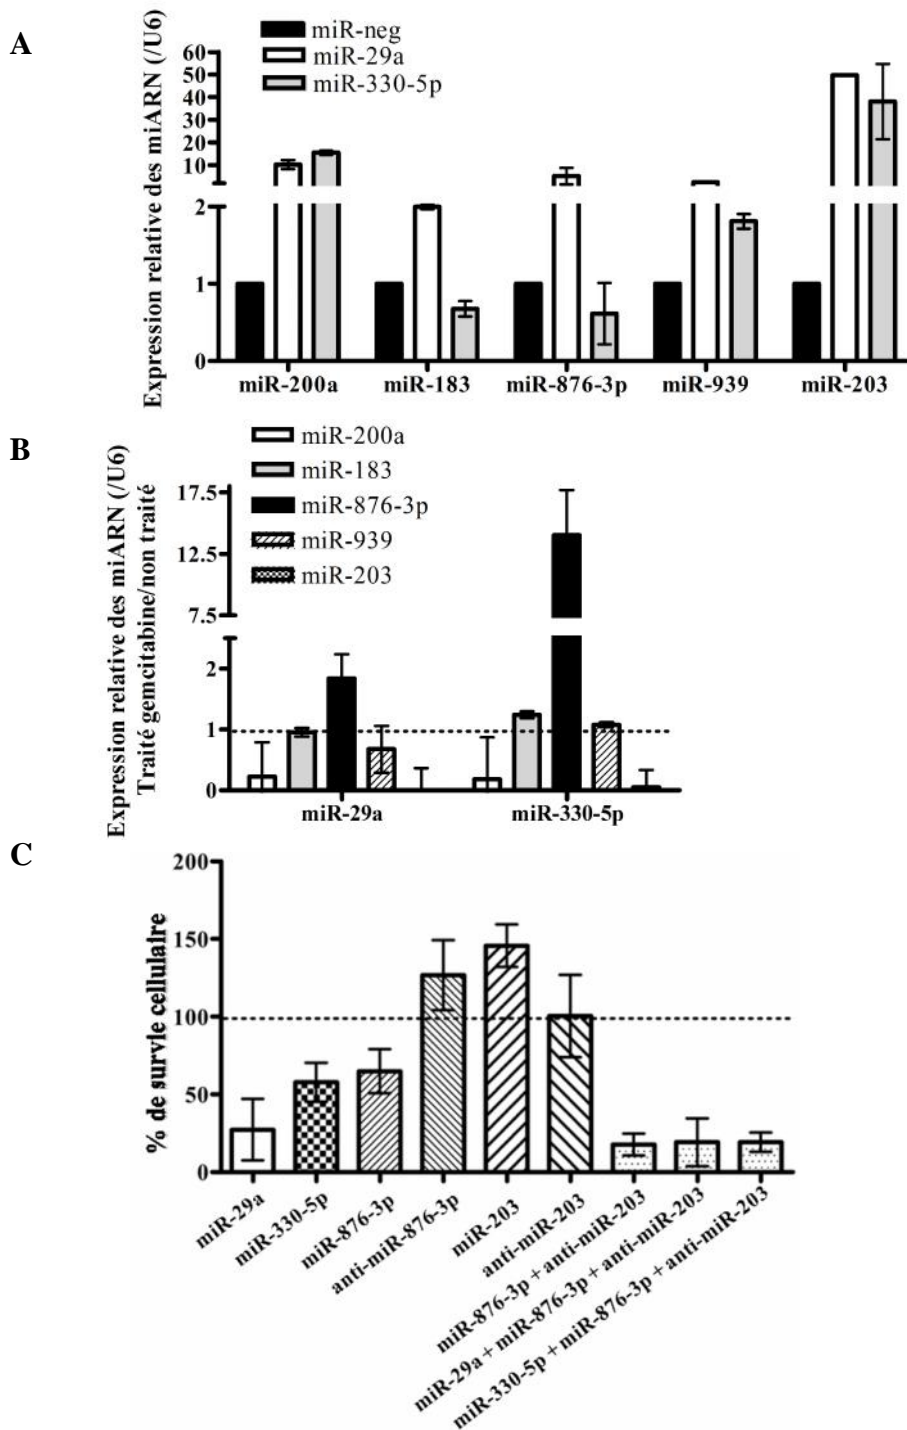 A
Expression relative des miARN (/U6)
miR-neg
miR-29a
miR-330-5p
60
50
40
30
20
10
2
1
0
miR-200a
miR-183
miR-876-3p
miR-939
miR-203
B
Expression relative des miARN (/U6)
Traité gemcitabine/non traité
miR-200a
miR-183
miR-876-3p
miR-939
miR-203
17.5
12.5
7.5
2
1
0
miR-29a
miR-330-5p
C
% de survie cellulaire
200
150
100
50
0
miR-29a
miR-330-5p
miR-876-3p
anti-miR-876-3p
miR-203
anti-miR-203
miR-876-3p + anti-miR-203
miR-29a + miR-876-3p + anti-miR-203
miR-330-5p + miR-876-3p + anti-miR-203